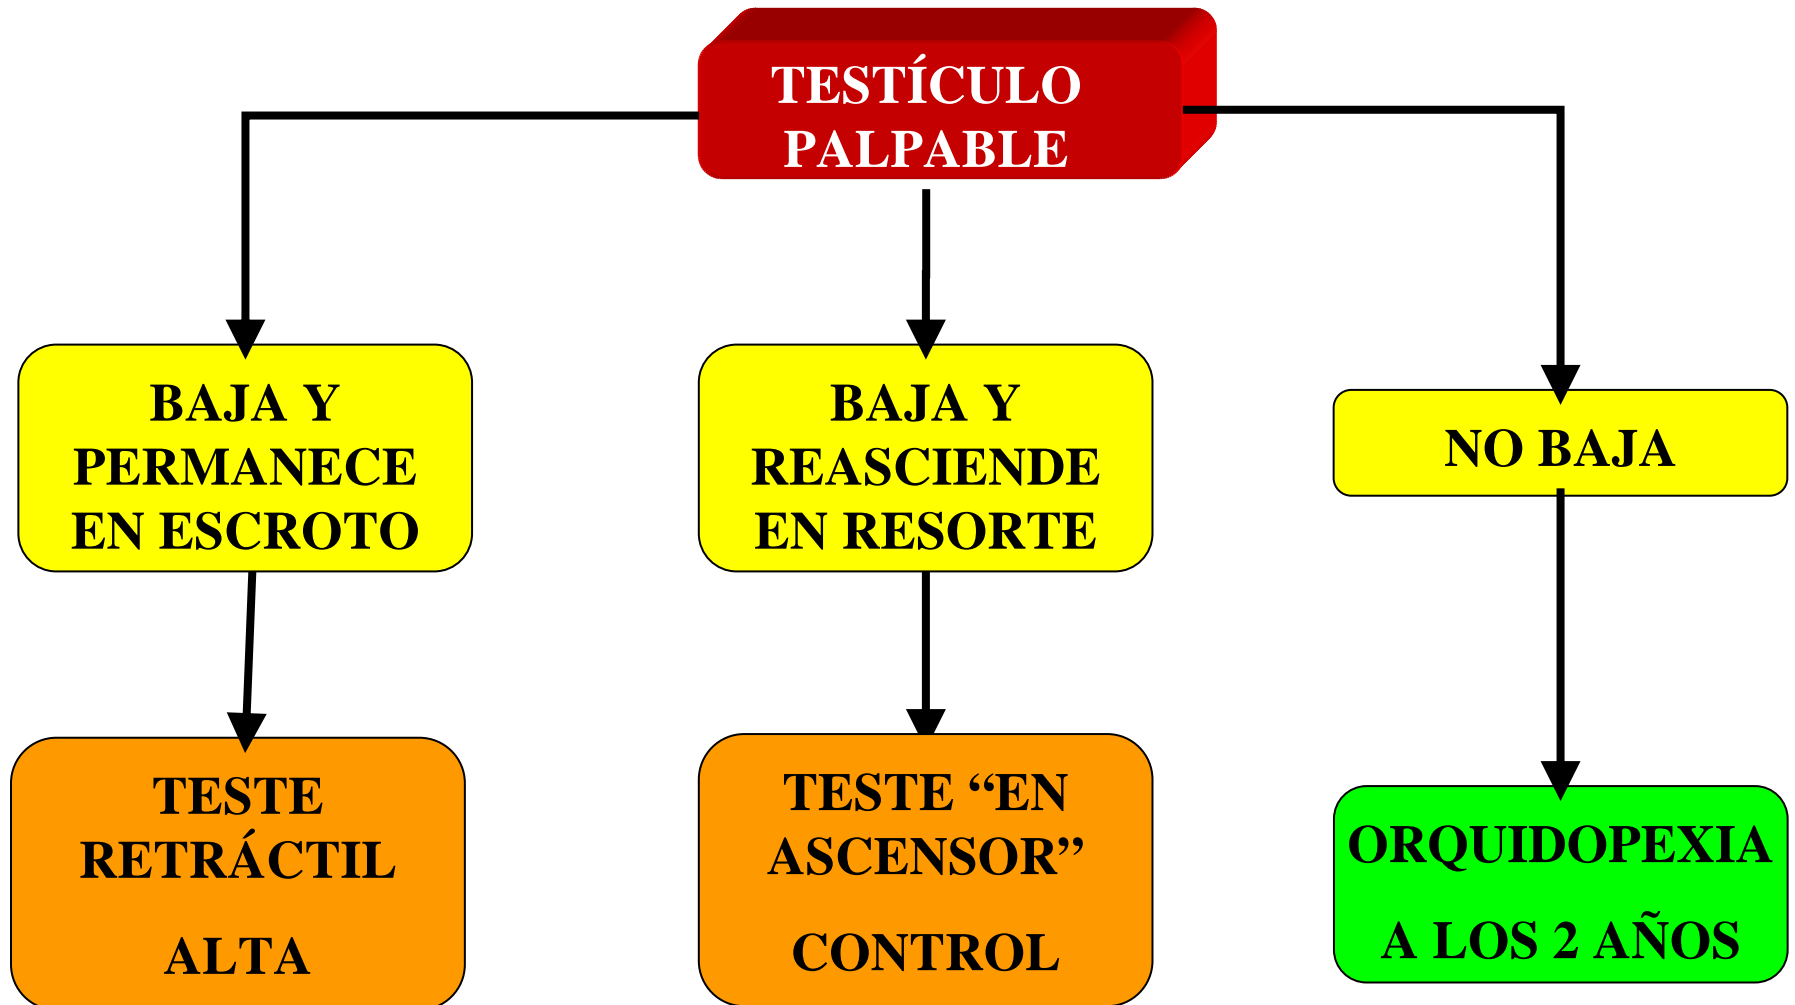 TESTÍCULO
PALPABLE
BAJA Y
PERMANECE
EN ESCROTO
BAJA Y
REASCIENDE
EN RESORTE
NO BAJA
TESTE
RETRÁCTIL
ALTA
TESTE “EN
ASCENSOR”
CONTROL
ORQUIDOPEXIA
A LOS 2 AÑOS